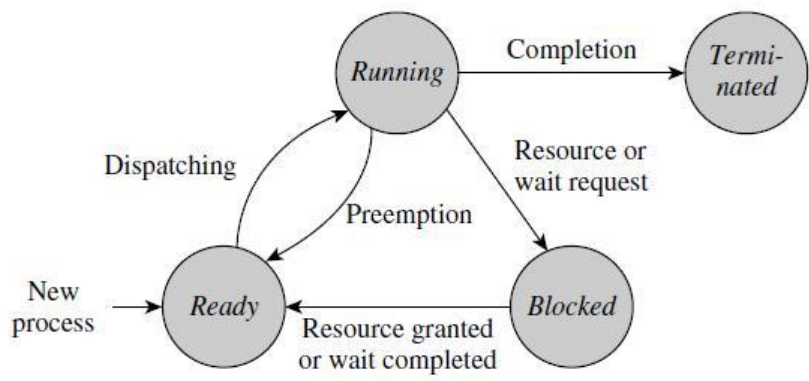 Running
Completion
Termi-
nated
Dispatching
Resource or
wait request
Preemption
New
process
Ready
Blocked
Resource granted
or wait completed